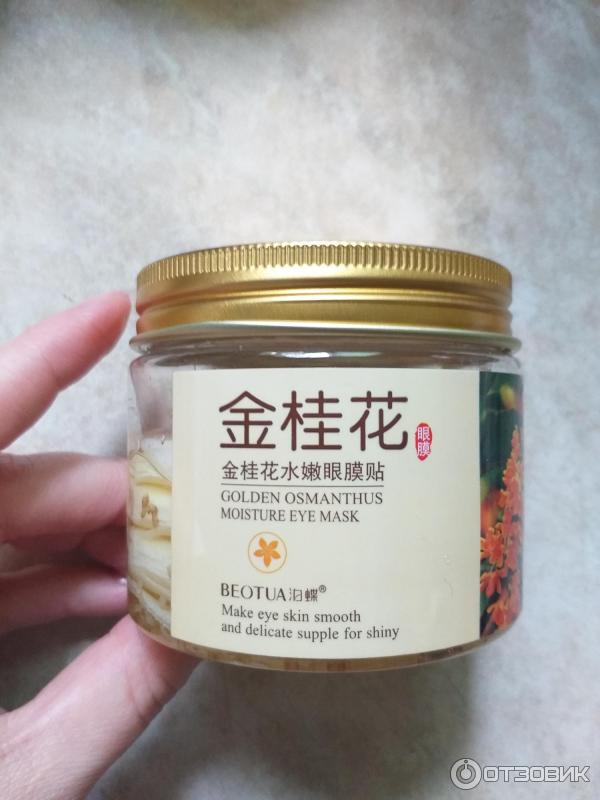 金桂花
眼膜
金桂花水嫩眼膜贴
GOLDEN OSMANTHUS
MOISTURE EYE MASK
BEOTUA泊蝶®
Make eye skin smooth
and delicate supple for shiny
ОТЗОВИК